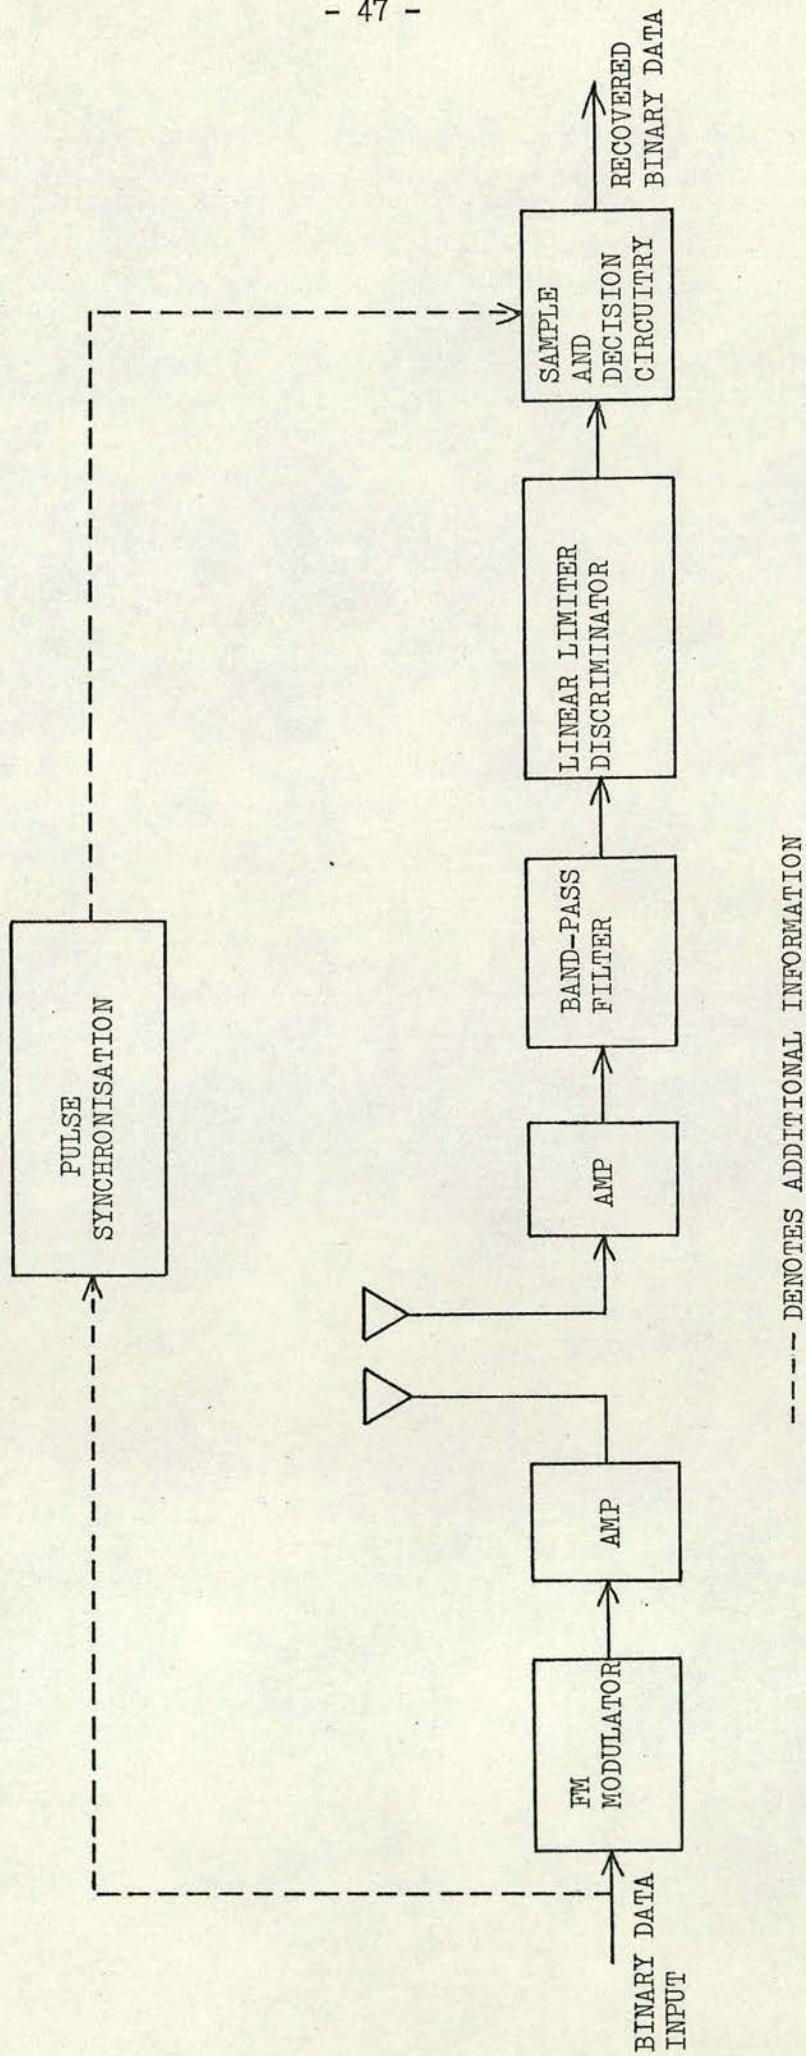 - 47 -
PULSE
SYNCHRONISATION
BINARY DATA
INPUT
FM
MODULATOR
AMP
AMP
BAND-PASS
FILTER
LINEAR LIMITER
DISCRIMINATOR
SAMPLE
AND
DECISION
CIRCUITRY
RECOVERED
BINARY DATA
---- DENOTES ADDITIONAL INFORMATION